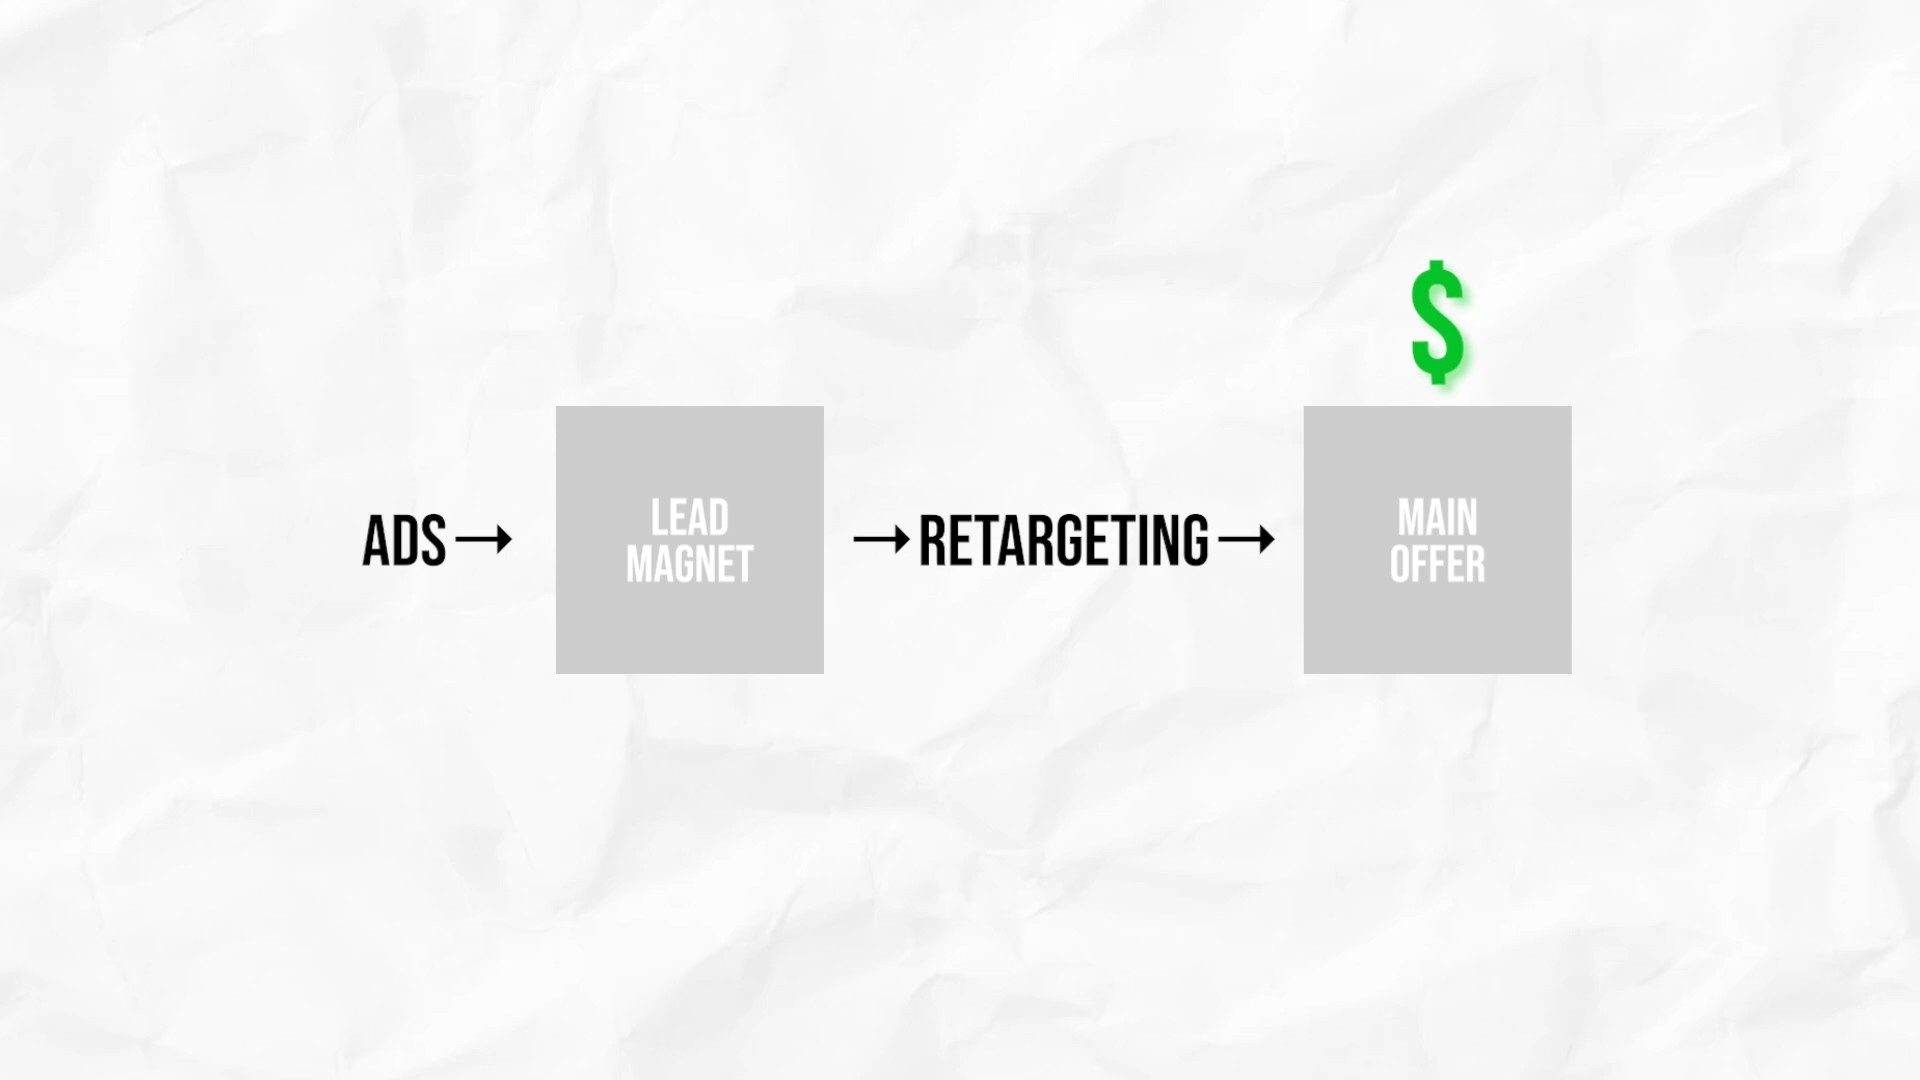 $
ADS → LEAD MAGNET → RETARGETING → MAIN OFFER